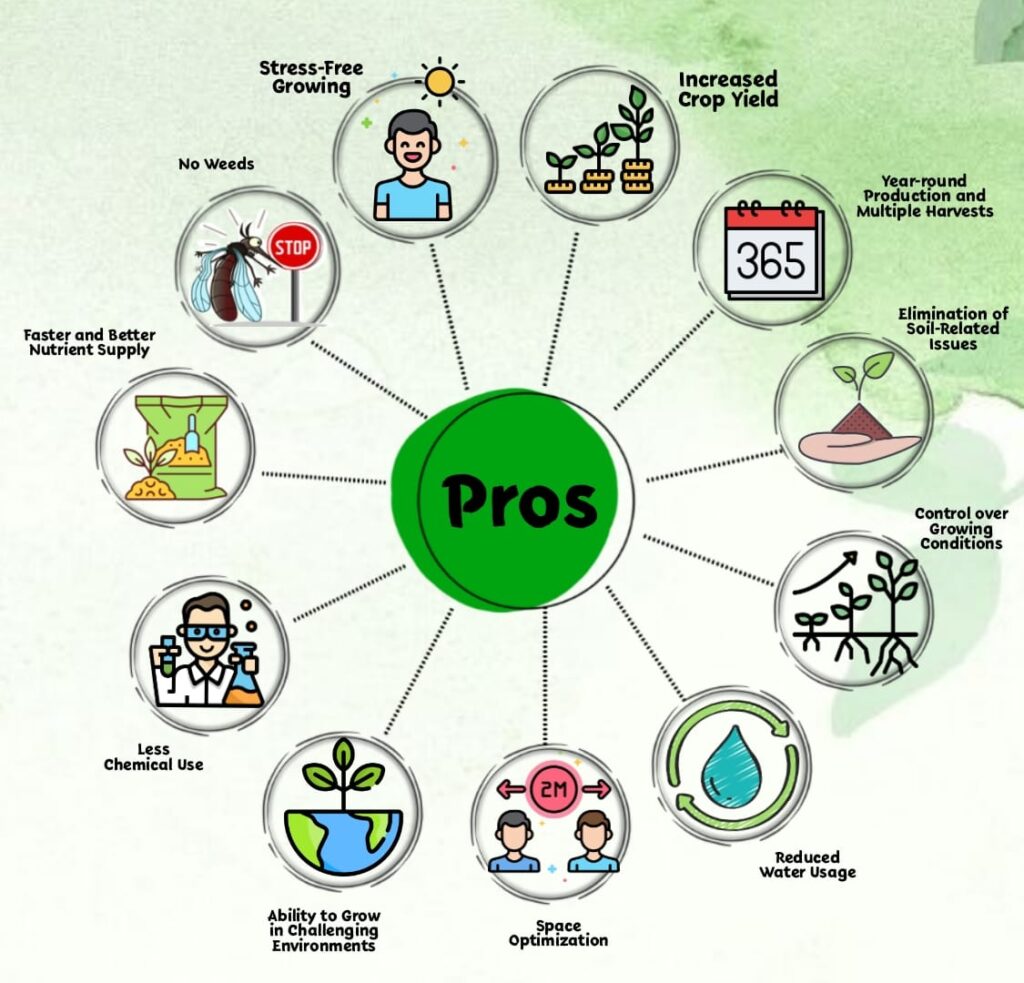 Stress-Free
Growing
Increased
Crop Yield
No Weeds
STOP
Year-round
Production and
Multiple Harvests
365
Faster and Better
Nutrient Supply
Elimination of
Soil-Related
Issues
Pros
Control over
Growing
Conditions
Less
Chemical Use
2M
Reduced
Water Usage
Ability to Grow
in Challenging
Environments
Space
Optimization